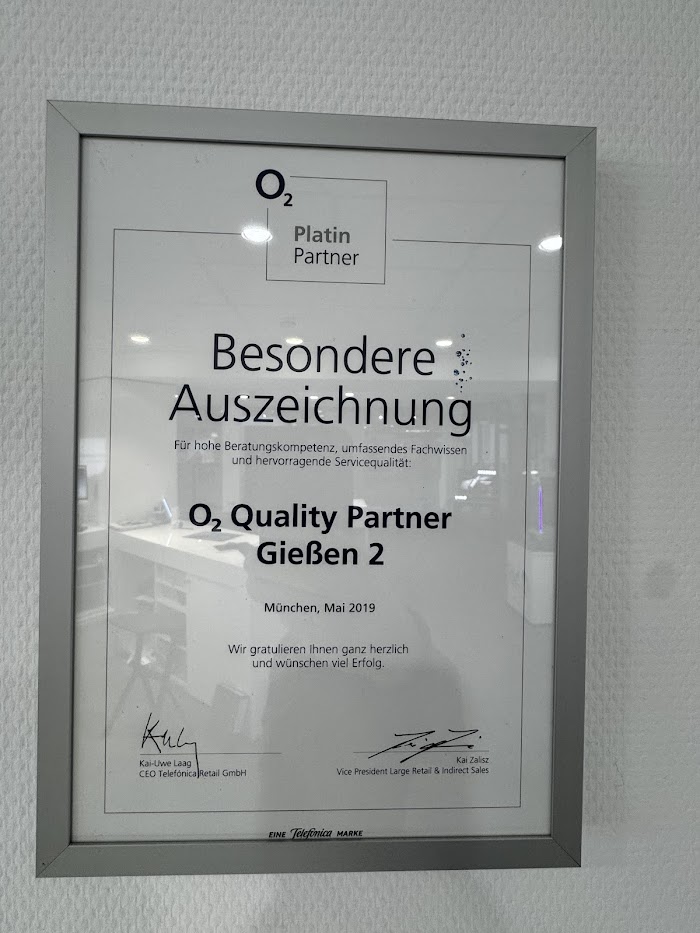 O₂
Platin
Partner
Besondere
Auszeichnung
Für hohe Beratungskompetenz, umfassendes Fachwissen
und hervorragende Servicequalität:
O₂ Quality Partner
Gießen 2
München, Mai 2019
Wir gratulieren Ihnen ganz herzlich
und wünschen viel Erfolg.
Kai-Uwe Laag
CEO Telefónica Retail GmbH
Kai Zalisz
Vice President Large Retail & Indirect Sales
EINE Telefónica MARKE